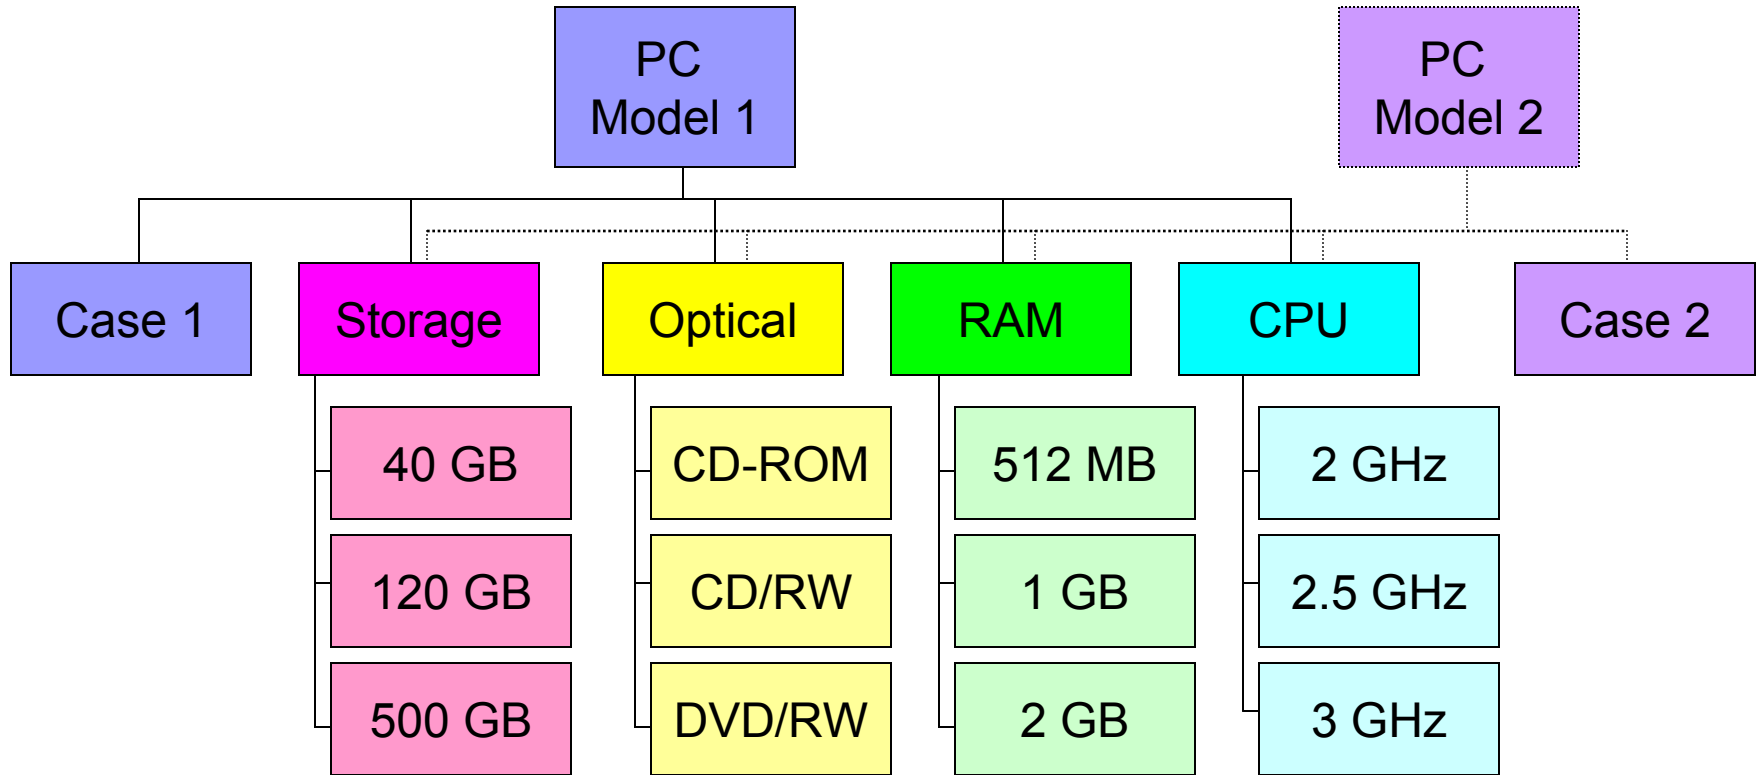 PC
Model 1
PC
Model 2
Case 1
Storage
Optical
RAM
CPU
Case 2
40 GB
CD-ROM
512 MB
2 GHz
120 GB
CD/RW
1 GB
2.5 GHz
500 GB
DVD/RW
2 GB
3 GHz